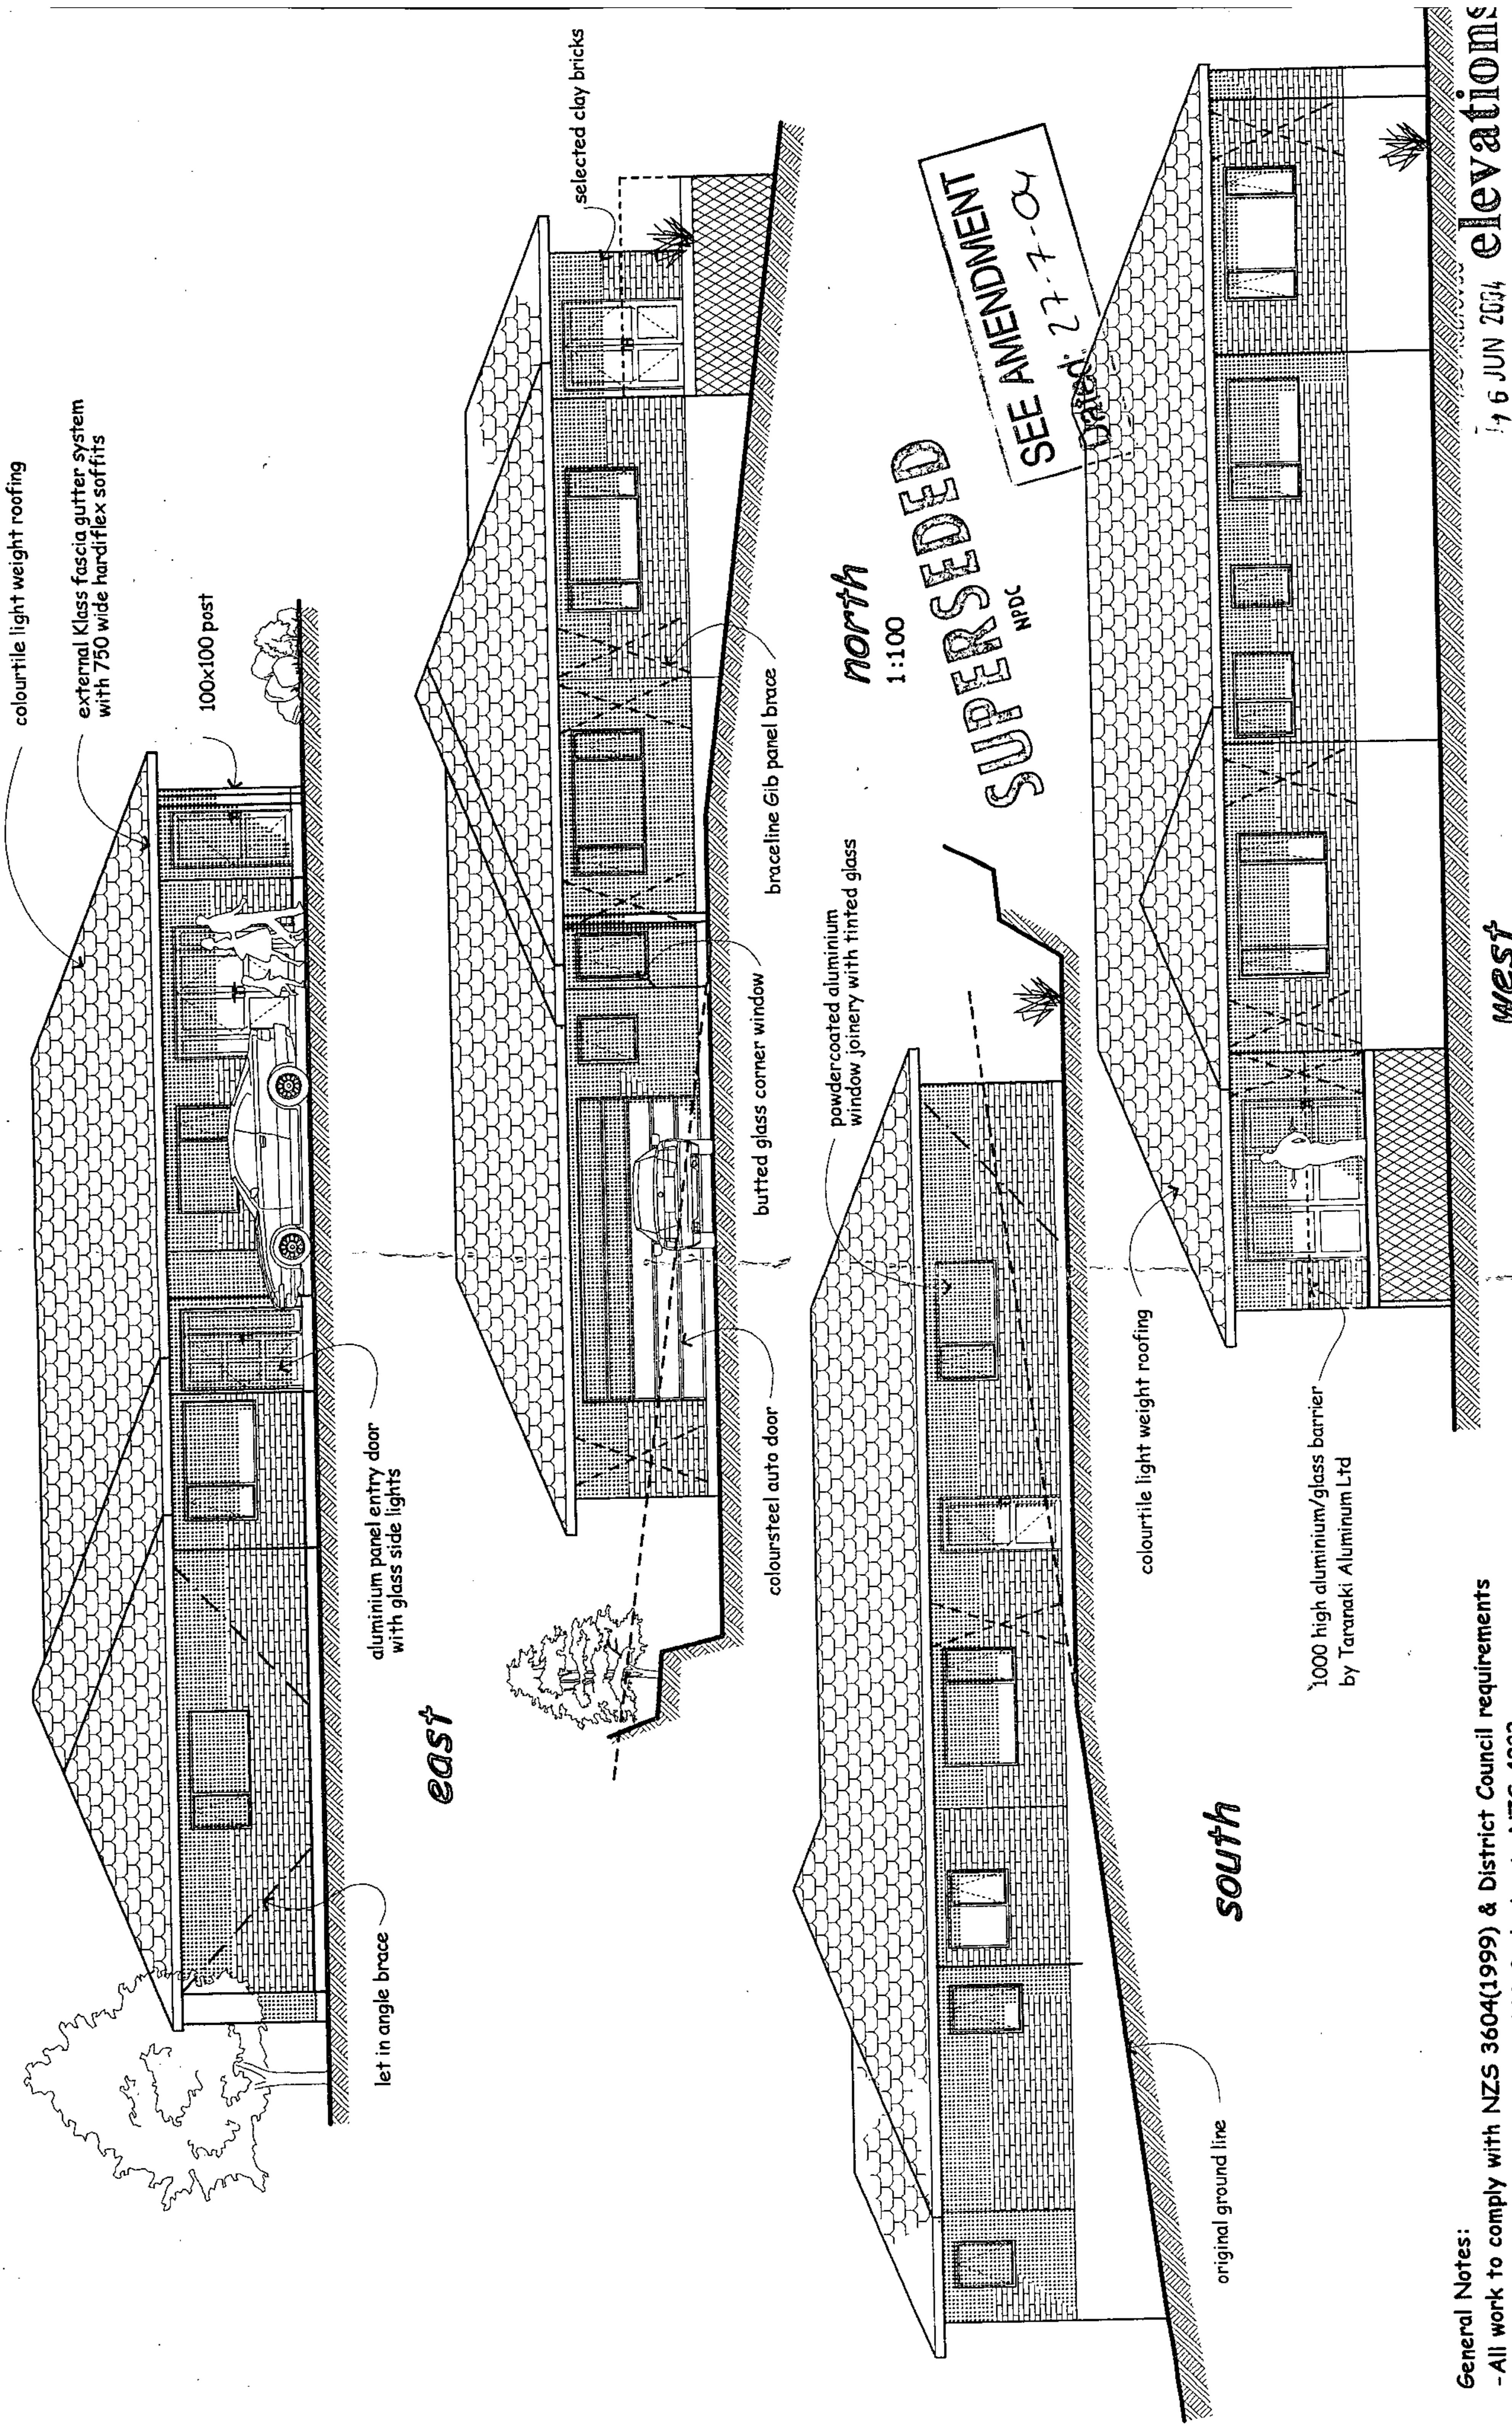 colourtile light weight roofing
external Klass fascia gutter system
with 750 wide hardiflex soffits
100x100 post
aluminium panel entry door
with glass side lights
let in angle brace
east
selected clay bricks
braceline Gib panel brace
butted glass corner window
coloursteel auto door
north
1:100
SUPERSEDED
NPDC
SEE AMENDMENT
Dated: 27-7-04
powdercoated aluminium
window joinery with tinted glass
original ground line
south
colourtile light weight roofing
1000 high aluminium/glass barrier
by Taranaki Aluminum Ltd
west
General Notes:
-All work to comply with NZS 3604(1999) & District Council requirements
6 JUN 2004
elevations